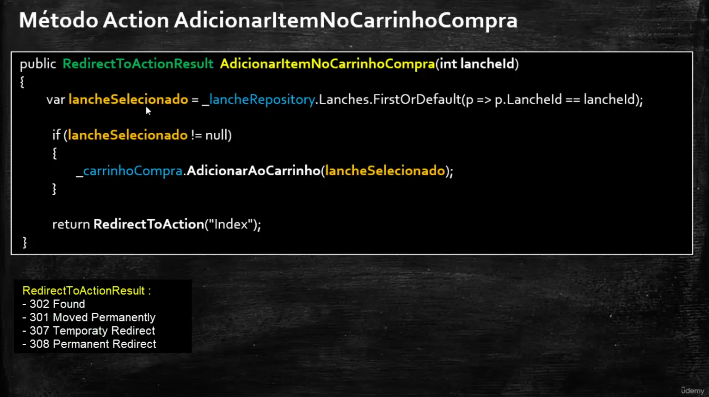 Método Action AdicionarItemNoCarrinhoCompra
public RedirectToActionResult AdicionarItemNoCarrinhoCompra(int lancheId)
{
var lancheSelecionado = _lancheRepository.Lanches.FirstOrDefault(p => p.LancheId == lancheId);
if (lancheSelecionado != null)
{
_carrinhoCompra.AdicionarAoCarrinho(lancheSelecionado);
}
return RedirectToAction("Index");
}
RedirectToActionResult :
- 302 Found
- 301 Moved Permanently
- 307 Temporaty Redirect
- 308 Permanent Redirect
ûdemy